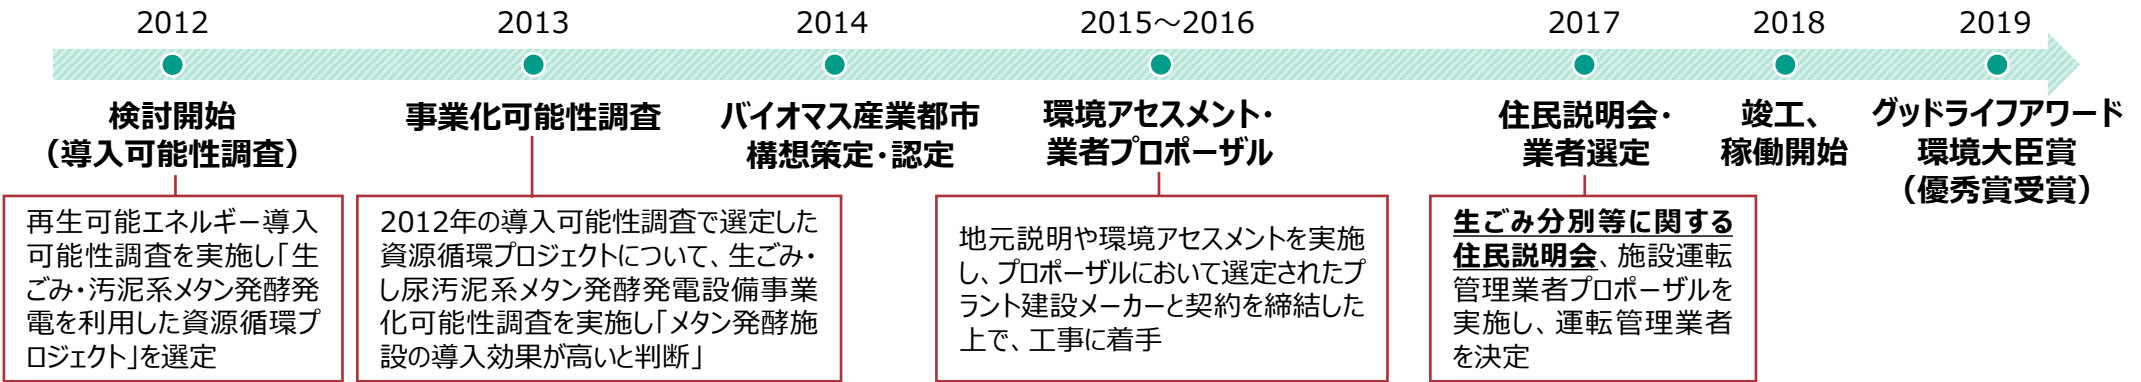 2012
2013
2014
2015～2016
2017
2018
2019
検討開始
（導入可能性調査）
事業化可能性調査
バイオマス産業都市
構想策定・認定
環境アセスメント・
業者プロポーザル
住民説明会・
業者選定
竣工、
稼働開始
グッドライフアワード
環境大臣賞
（優秀賞受賞）
再生可能エネルギー導入
可能性調査を実施し「生
ごみ・汚泥系メタン発酵発
電を利用した資源循環プ
ロジェクト」を選定
2012年の導入可能性調査で選定した
資源循環プロジェクトについて、生ごみ・
し尿汚泥系メタン発酵発電設備事業
化可能性調査を実施し「メタン発酵施
設の導入効果が高いと判断」
地元説明や環境アセスメントを実施
し、プロポーザルにおいて選定されたプ
ラント建設メーカーと契約を締結した
上で、工事に着手
生ごみ分別等に関する
住民説明会、施設運転
管理業者プロポーザルを
実施し、運転管理業者
を決定